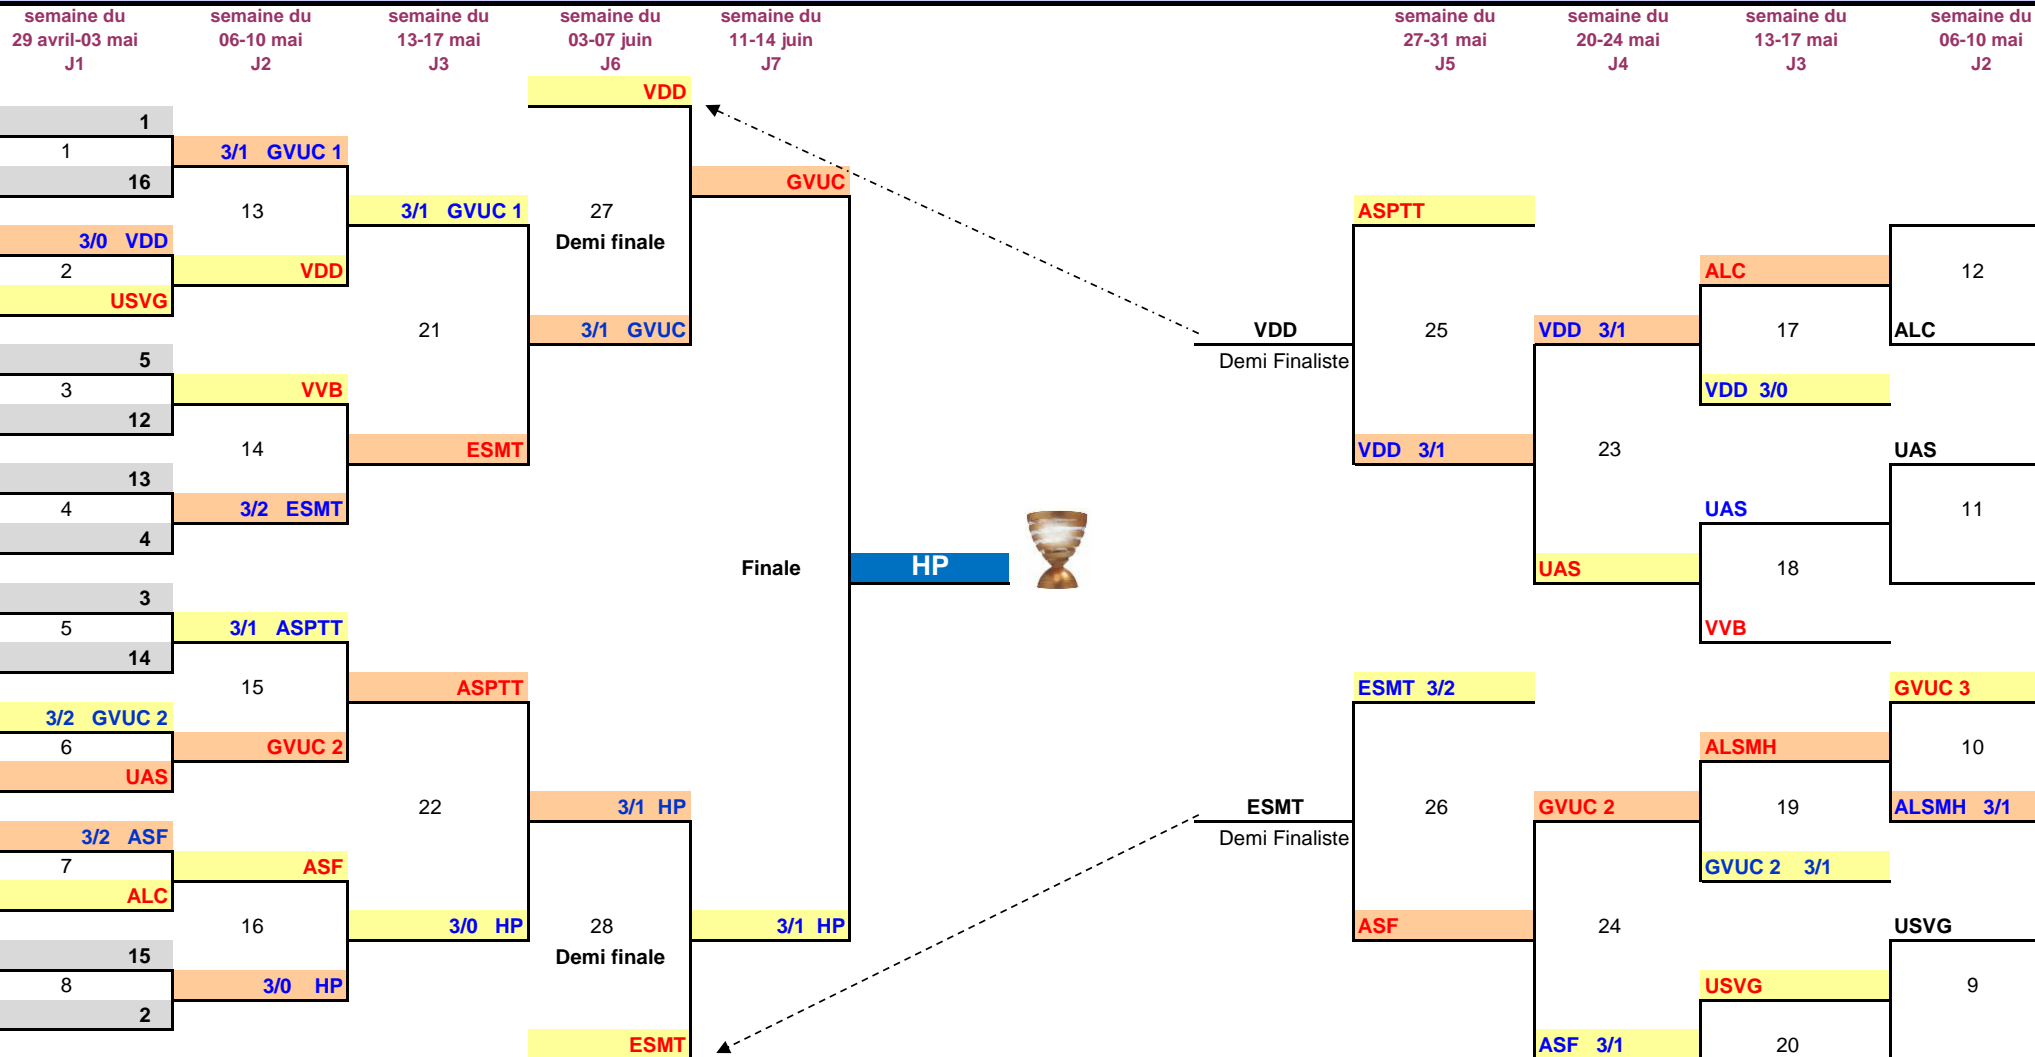 semaine du semaine du semaine du semaine du semaine du semaine du semaine du semaine du semaine du
29 avril-03 mai 06-10 mai 13-17 mai 03-07 juin 11-14 juin 27-31 mai 20-24 mai 13-17 mai 06-10 mai
J1 J2 J3 J6 J7 J5 J4 J3 J2
VDD
1
1 3/1 GVUC 1
16 GVUC
13 3/1 GVUC 1 27 ASPTT
3/0 VDD Demi finale
2 VDD ALC 12
USVG
21 3/1 GVUC VDD 25 VDD 3/1 17 ALC
5 Demi Finaliste
3 VVB VDD 3/0
12
14 ESMT VDD 3/1 23 UAS
13
4 3/2 ESMT UAS 11
4
Finale HP UAS 18
3
5 3/1 ASPTT VVB
14
15 ASPTT ESMT 3/2 GVUC 3
3/2 GVUC 2
6 GVUC 2 ALSMH 10
UAS
22 3/1 HP ESMT 26 GVUC 2 19 ALSMH 3/1
3/2 ASF Demi Finaliste
7 ASF GVUC 2 3/1
ALC
16 3/0 HP 28 3/1 HP ASF 24 USVG
15 Demi finale
8 3/0 HP USVG 9
2
ESMT ASF 3/1 20